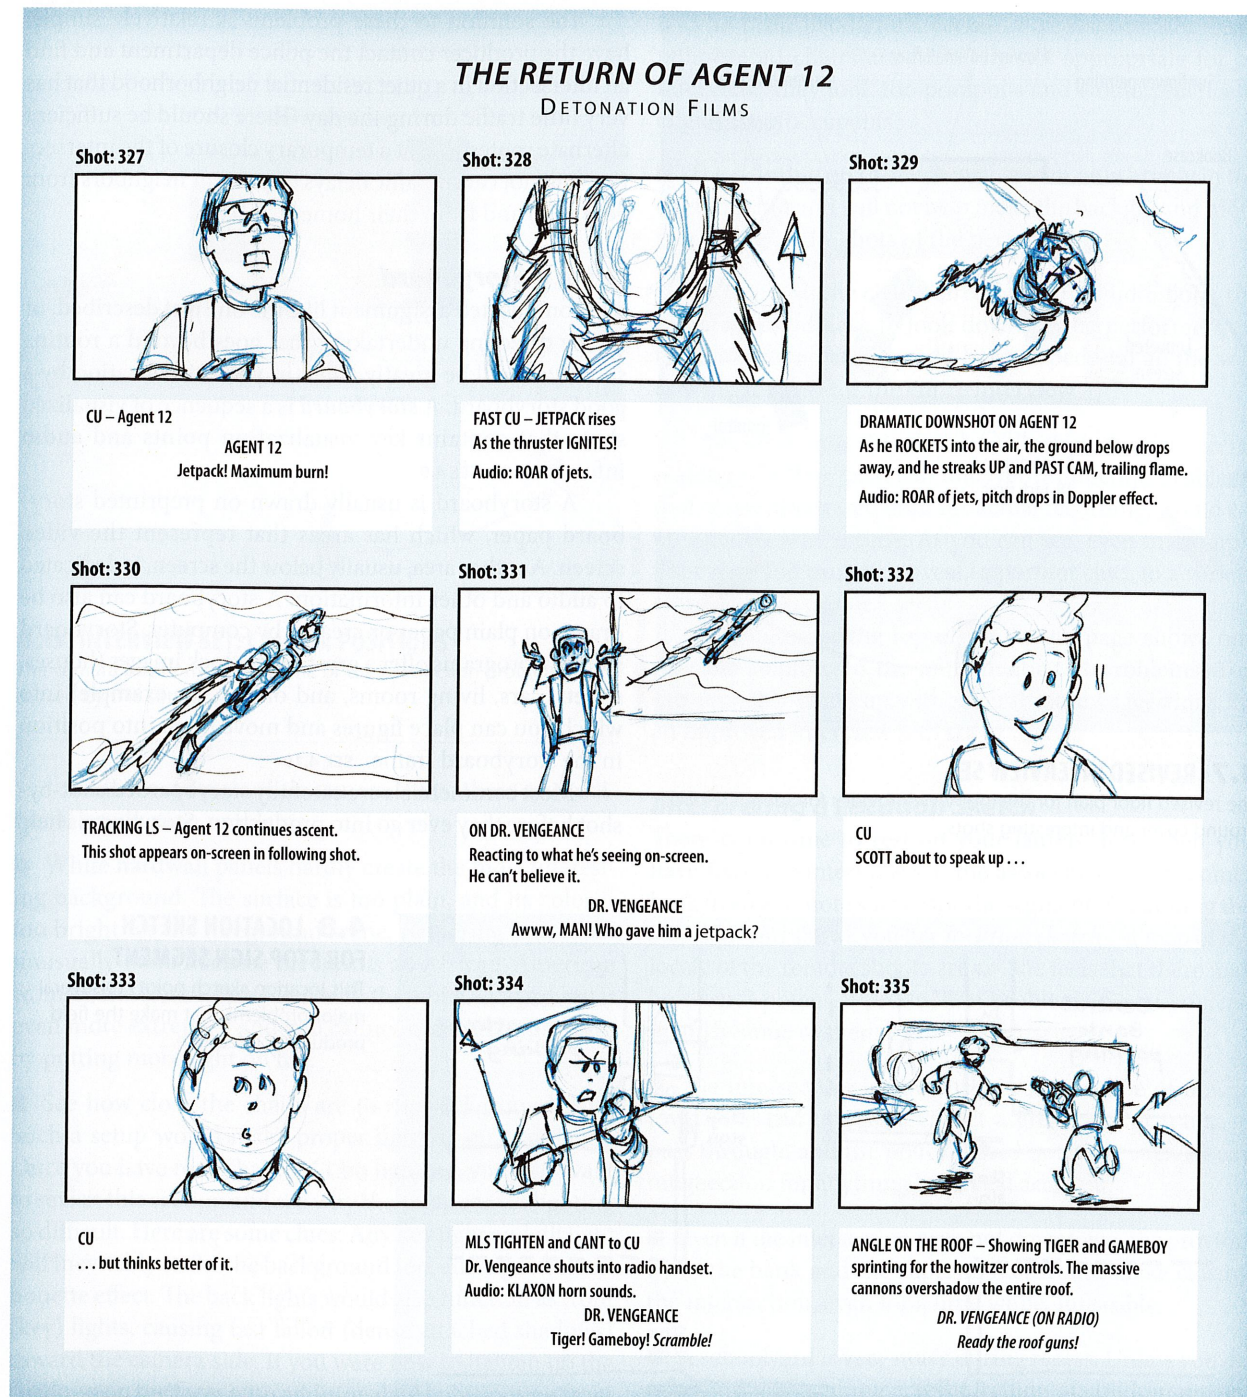 THE RETURN OF AGENT 12
DETONATION FILMS
Shot: 327
CU – Agent 12
AGENT 12
Jetpack! Maximum burn!
Shot: 328
FAST CU – JETPACK rises
As the thruster IGNITES!
Audio: ROAR of jets.
Shot: 329
DRAMATIC DOWNSHOT ON AGENT 12
As he ROCKETS into the air, the ground below drops
away, and he streaks UP and PAST CAM, trailing flame.
Audio: ROAR of jets, pitch drops in Doppler effect.
Shot: 330
TRACKING LS – Agent 12 continues ascent.
This shot appears on-screen in following shot.
Shot: 331
ON DR. VENGEANCE
Reacting to what he's seeing on-screen.
He can't believe it.
DR. VENGEANCE
Awww, MAN! Who gave him a jetpack?
Shot: 332
CU
SCOTT about to speak up . . .
Shot: 333
CU
. . . but thinks better of it.
Shot: 334
MLS TIGHTEN and CANT to CU
Dr. Vengeance shouts into radio handset.
Audio: KLAXON horn sounds.
DR. VENGEANCE
Tiger! Gameboy! Scramble!
Shot: 335
ANGLE ON THE ROOF – Showing TIGER and GAMEBOY
sprinting for the howitzer controls. The massive
cannons overshadow the entire roof.
DR. VENGEANCE (ON RADIO)
Ready the roof guns!